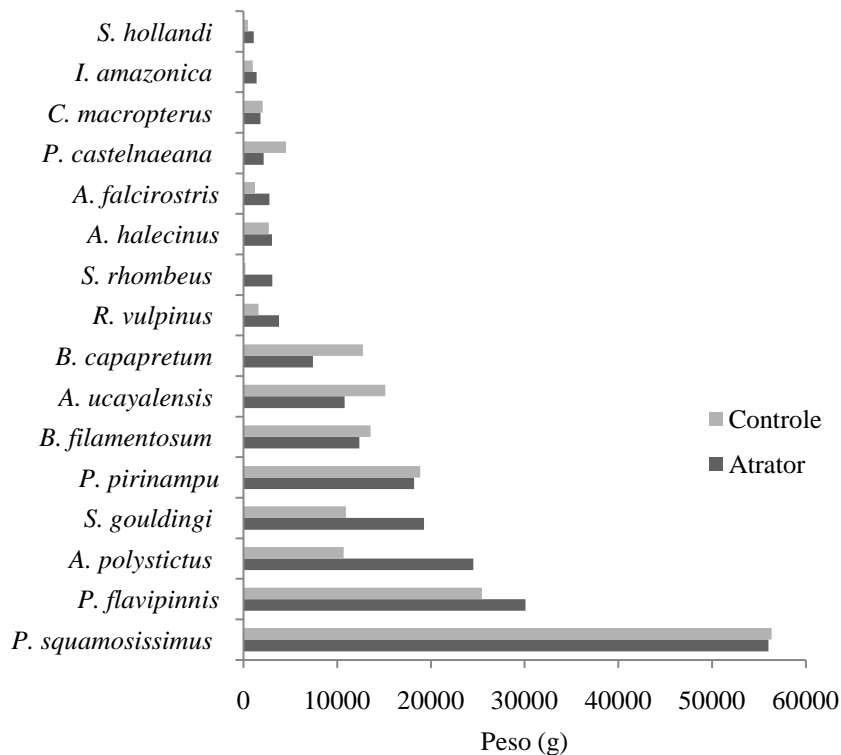 S. hollandi
I. amazonica
C. macropterus
P. castelnaeana
A. falcirostris
A. halecinus
S. rhombeus
R. vulpinus
B. capapretum
A. ucayalensis
B. filamentosum
P. pirinampu
S. gouldingi
A. polystictus
P. flavipinnis
P. squamosissimus
Controle
Atrator
0 10000 20000 30000 40000 50000 60000
Peso (g)